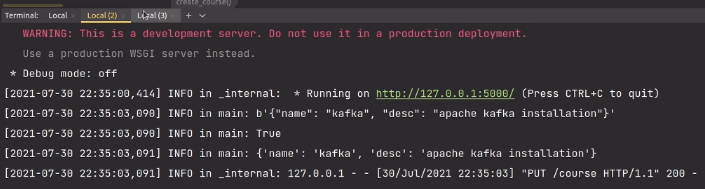 create_course()
Terminal: Local × Local (2) × Local (3) × +
WARNING: This is a development server. Do not use it in a production deployment.
Use a production WSGI server instead.
* Debug mode: off
[2021-07-30 22:35:00,414] INFO in _internal:  * Running on http://127.0.0.1:5000/ (Press CTRL+C to quit)
[2021-07-30 22:35:03,090] INFO in main: b'{"name": "kafka", "desc": "apache kafka installation"}'
[2021-07-30 22:35:03,090] INFO in main: True
[2021-07-30 22:35:03,091] INFO in main: {'name': 'kafka', 'desc': 'apache kafka installation'}
[2021-07-30 22:35:03,091] INFO in _internal: 127.0.0.1 - - [30/Jul/2021 22:35:03] "PUT /course HTTP/1.1" 200 -